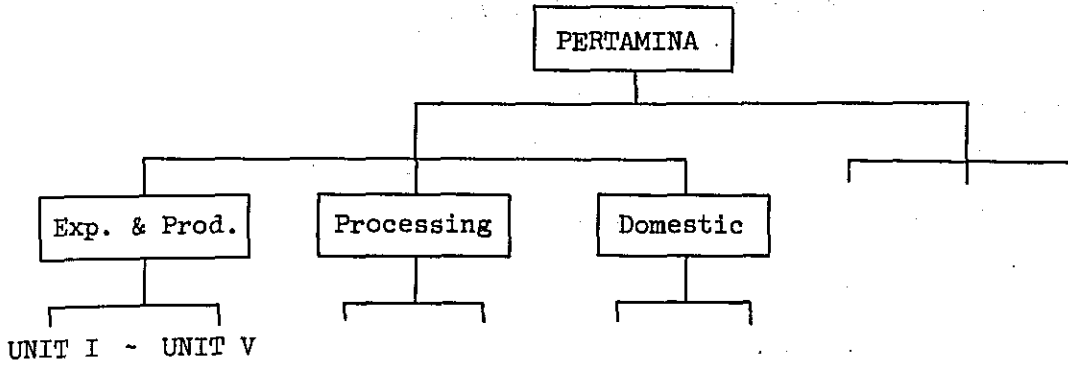 PERTAMINA
Exp. & Prod.
Processing
Domestic
UNIT I ~ UNIT V